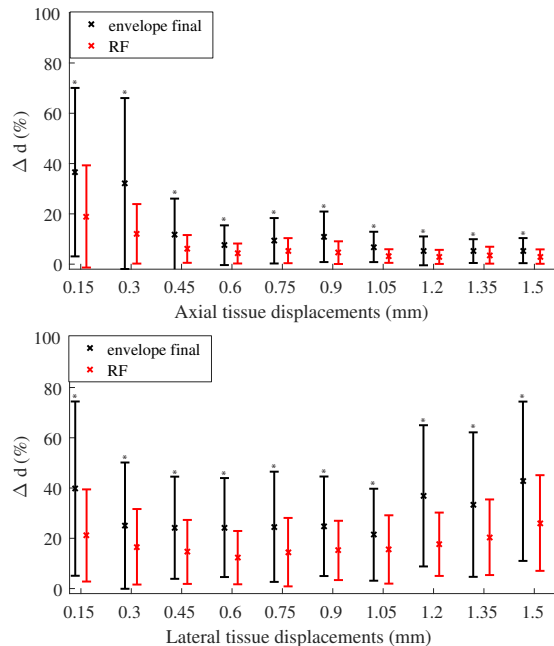 100
envelope final
RF
80
60
40
20
0
Δ d (%)
* * * * * * * * * *
0.15 0.3 0.45 0.6 0.75 0.9 1.05 1.2 1.35 1.5
Axial tissue displacements (mm)
100
envelope final
RF
80
60
40
20
0
Δ d (%)
* * * * * * * * * *
0.15 0.3 0.45 0.6 0.75 0.9 1.05 1.2 1.35 1.5
Lateral tissue displacements (mm)